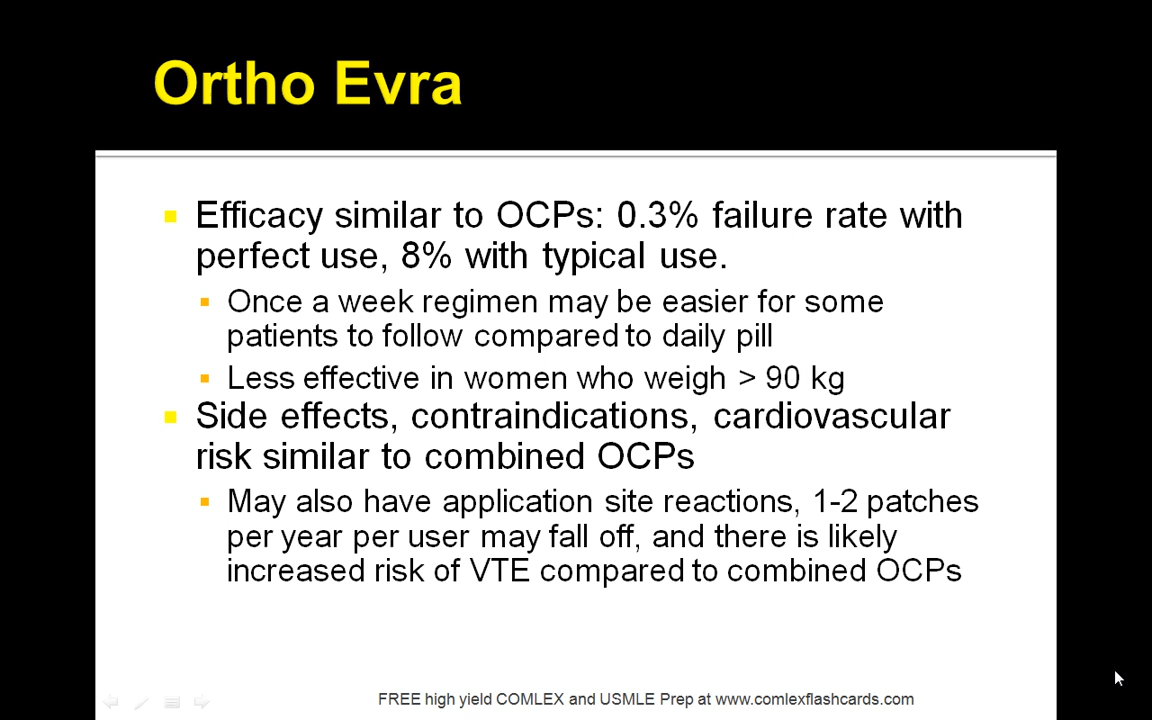 Ortho Evra
Efficacy similar to OCPs: 0.3% failure rate with
perfect use, 8% with typical use.
Once a week regimen may be easier for some
patients to follow compared to daily pill
Less effective in women who weigh > 90 kg
Side effects, contraindications, cardiovascular
risk similar to combined OCPs
May also have application site reactions, 1-2 patches
per year per user may fall off, and there is likely
increased risk of VTE compared to combined OCPs
FREE high yield COMLEX and USMLE Prep at www.comlexflashcards.com